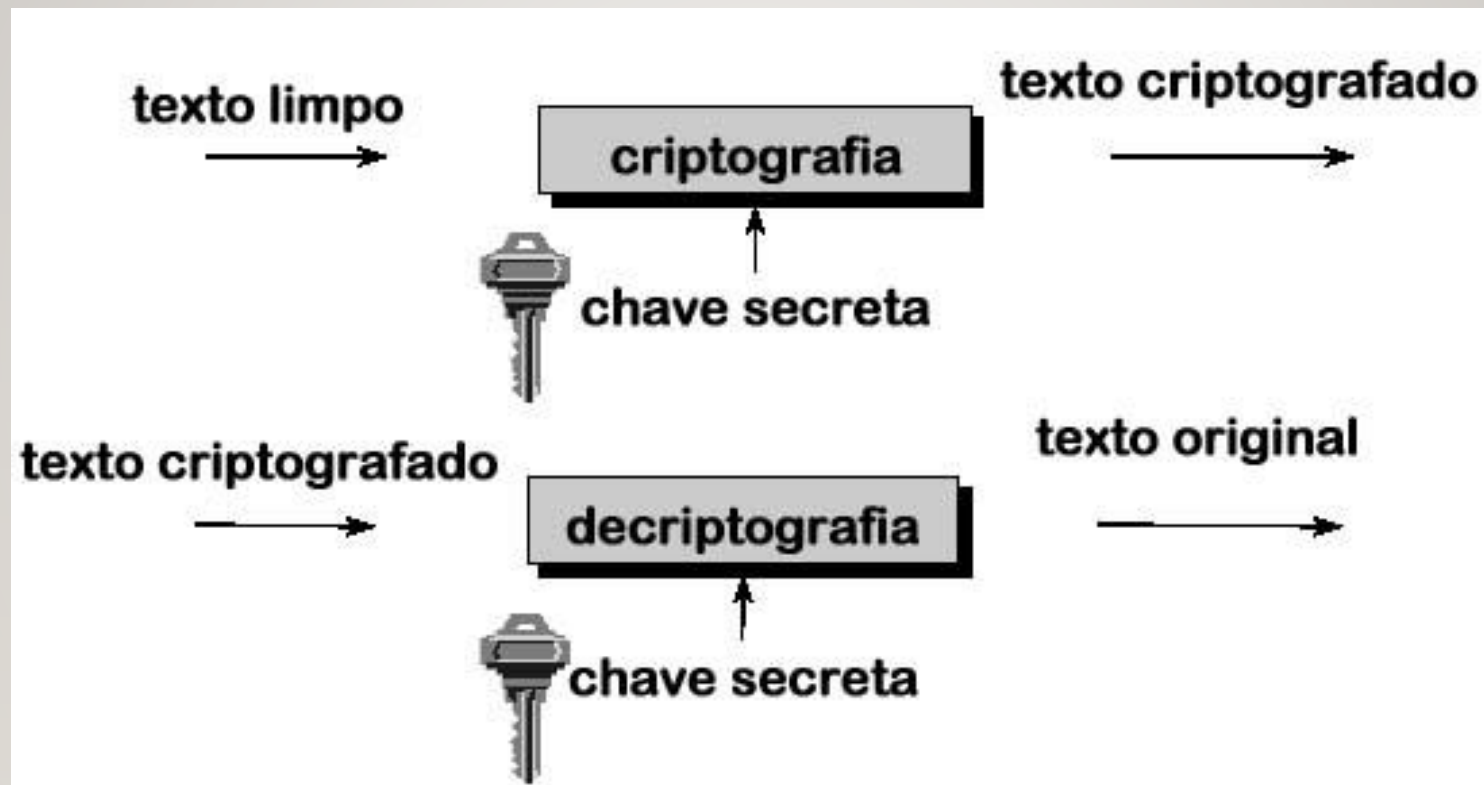 texto limpo
texto criptografado
criptografia
chave secreta
texto criptografado
texto original
decriptografia
chave secreta